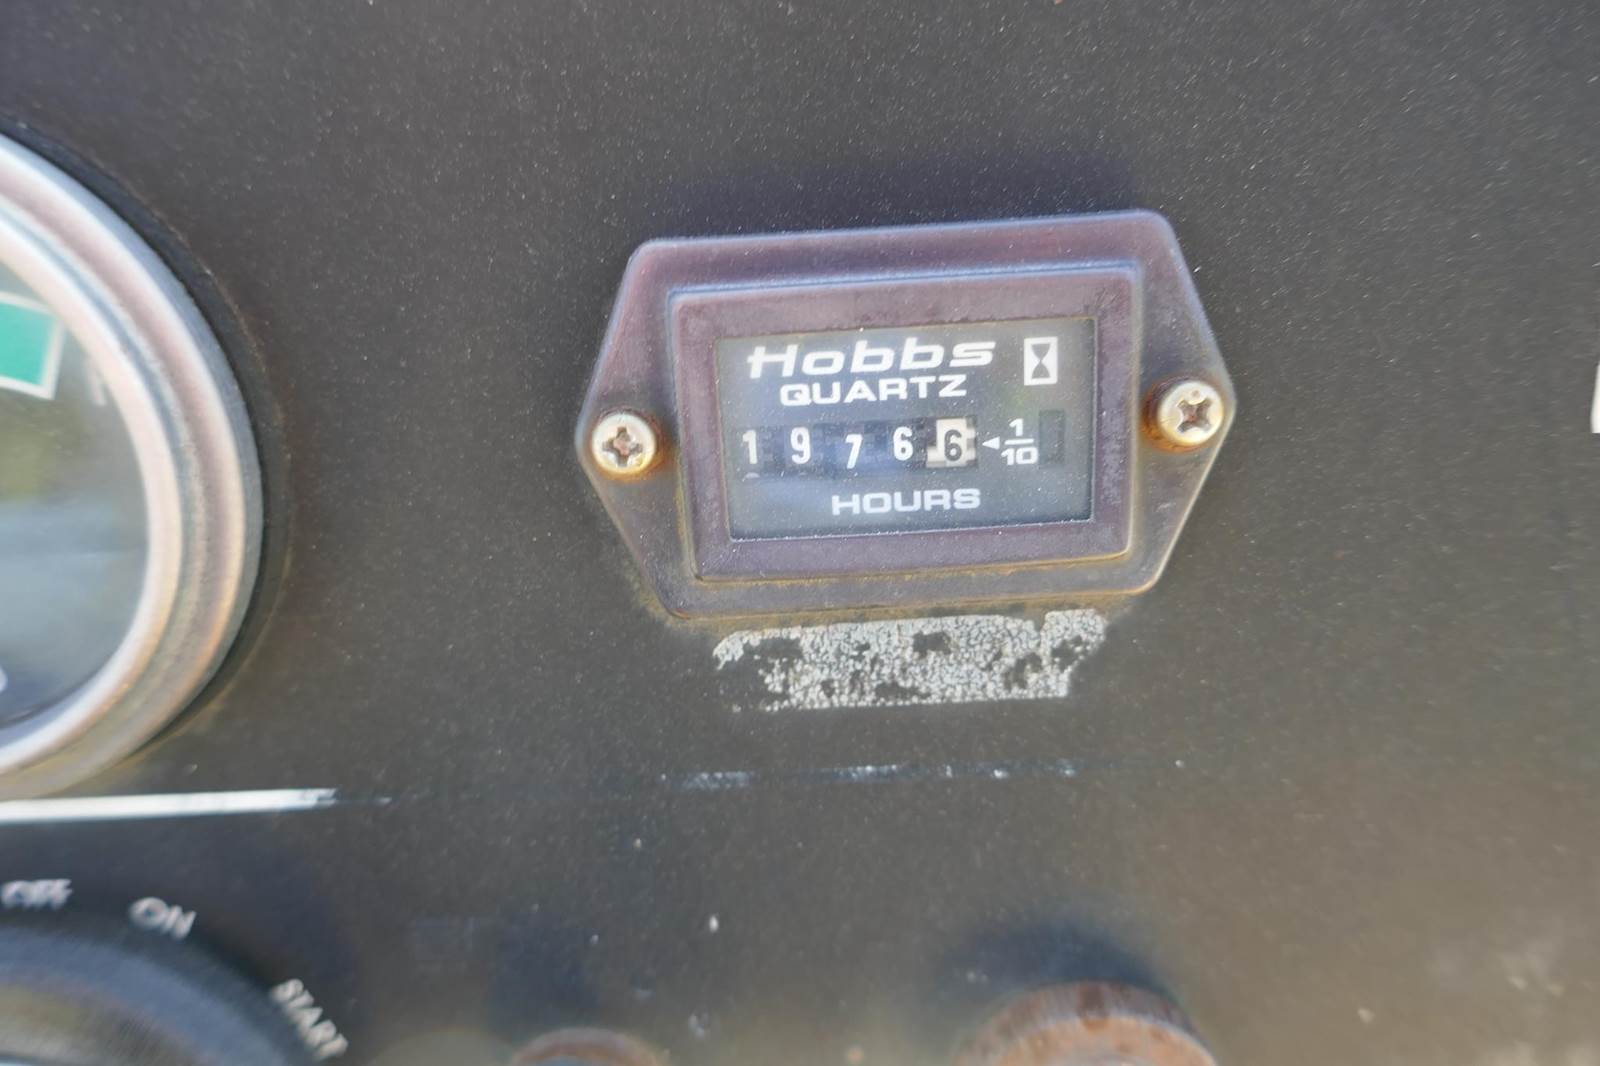 Hobbs
QUARTZ
1 9 7 6 6 1/10
HOURS
OFF
ON
START